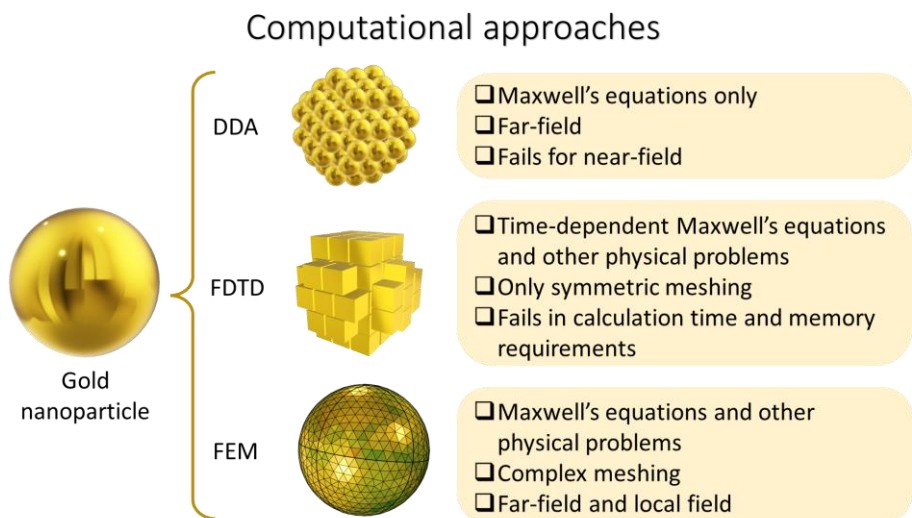 Computational approaches
DDA
❑Maxwell's equations only
❑Far-field
❑Fails for near-field
Gold
nanoparticle
FDTD
❑Time-dependent Maxwell's equations
and other physical problems
❑Only symmetric meshing
❑Fails in calculation time and memory
requirements
FEM
❑Maxwell's equations and other
physical problems
❑Complex meshing
❑Far-field and local field